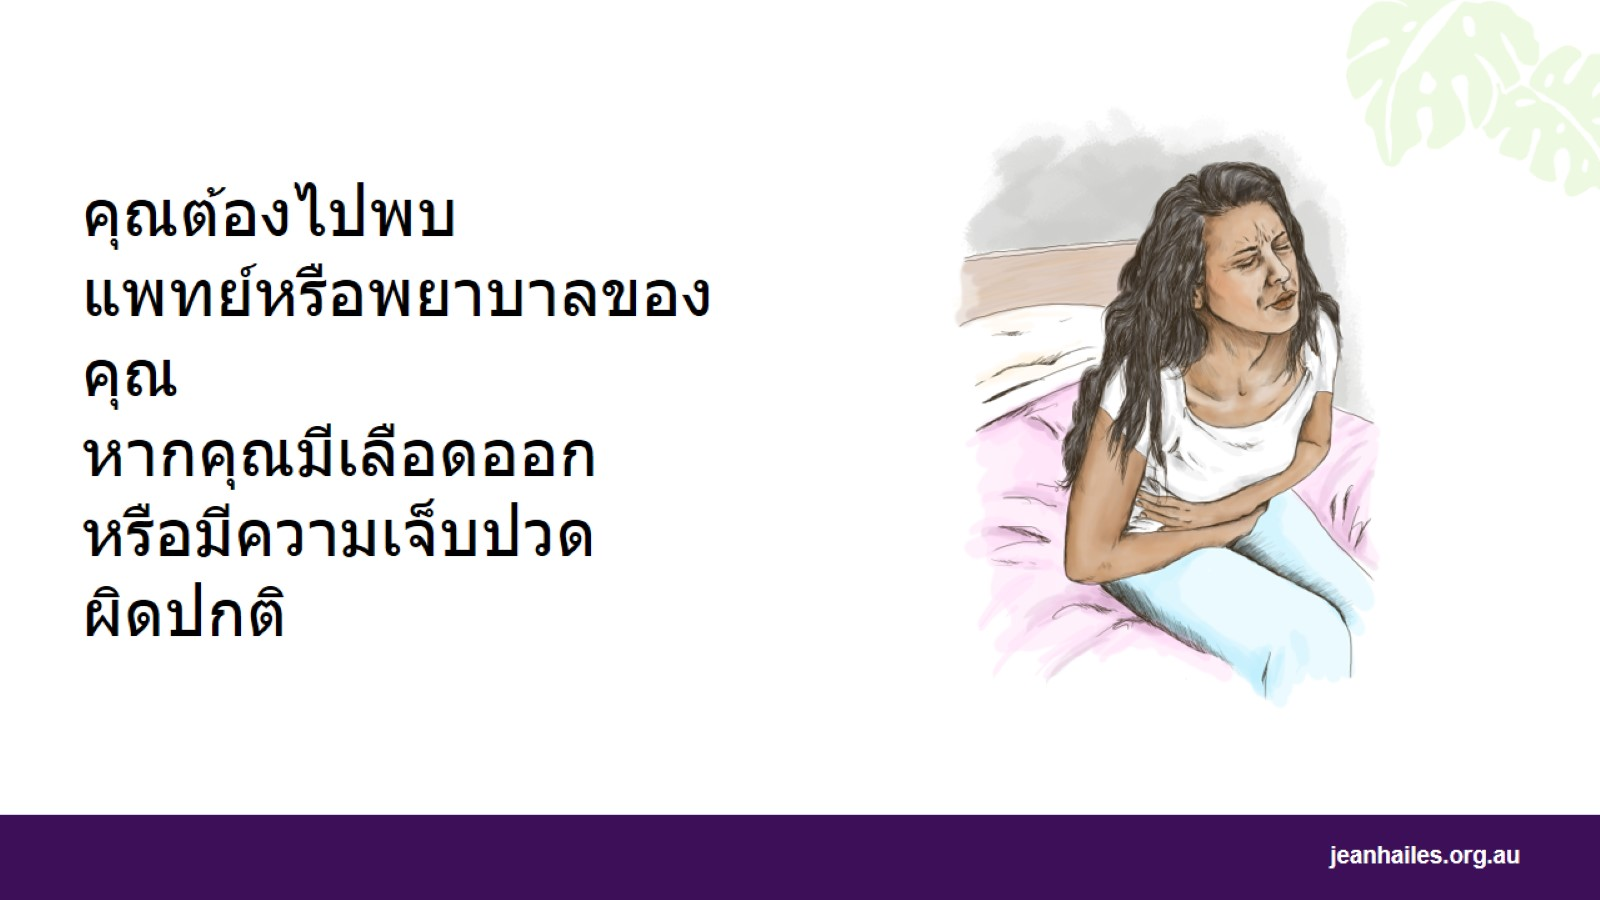 คุณต้องไปพบ
แพทย์หรือพยาบาลของ
คุณ
หากคุณมีเลือดออก
หรือมีความเจ็บปวด
ผิดปกติ
jeanhailes.org.au